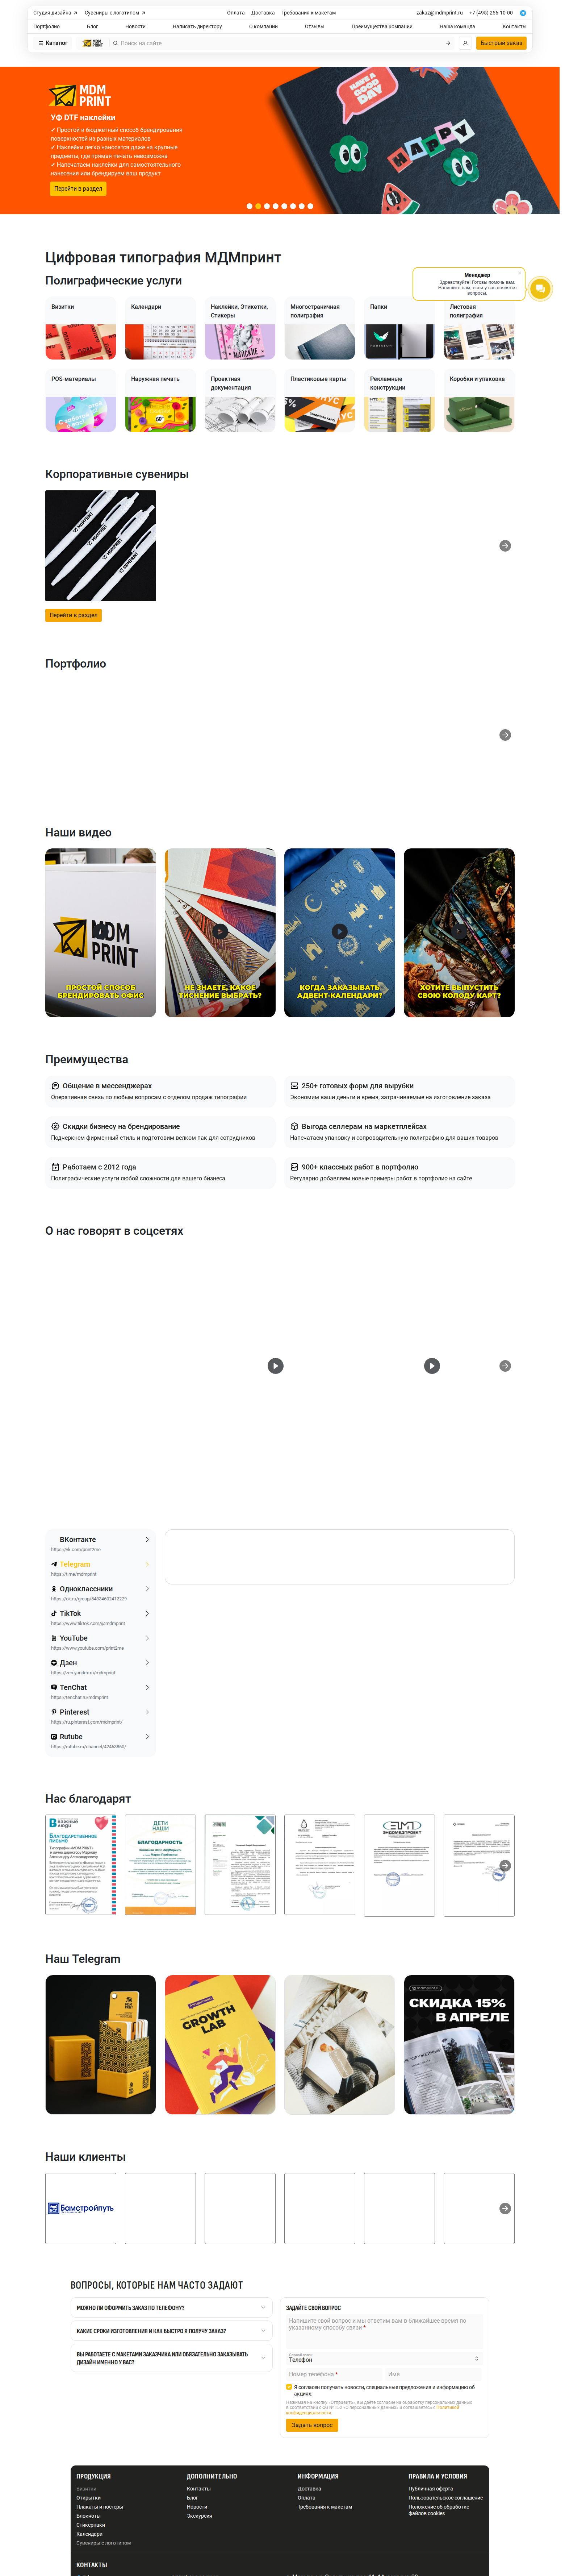 Студия дизайна
Сувениры с логотипом
Оплата
Доставка
Требования к макетам
zakaz@mdmprint.ru
+7 (495) 256-10-00
Портфолио
Блог
Новости
Написать директору
О компании
Отзывы
Преимущества компании
Наша команда
Контакты
Каталог
MDM PRINT
Поиск на сайте
Быстрый заказ
MDM PRINT
УФ DTF наклейки
✔ Простой и бюджетный способ брендирования
поверхностей из разных материалов
✔ Наклейки легко наносятся даже на крупные
предметы, где прямая печать невозможна
✔ Напечатаем наклейки для самостоятельного
нанесения или брендируем ваш продукт
Перейти в раздел
HAVE A GOOD DAY
HAPPY
Цифровая типография МДМпринт
Полиграфические услуги
Менеджер
Здравствуйте! Готовы помочь вам.
Напишите нам, если у вас появятся
вопросы.
Визитки
Календари
Наклейки, Этикетки,
Стикеры
Многостраничная
полиграфия
Папки
Листовая
полиграфия
POS-материалы
Наружная печать
Проектная
документация
Пластиковые карты
Рекламные
конструкции
Коробки и упаковка
Корпоративные сувениры
Перейти в раздел
Портфолио
Наши видео
MDM PRINT
ПРОСТОЙ СПОСОБ
БРЕНДИРОВАТЬ ОФИС
НЕ ЗНАЕТЕ, КАКОЕ
ТИСНЕНИЕ ВЫБРАТЬ?
КОГДА ЗАКАЗЫВАТЬ
АДВЕНТ-КАЛЕНДАРИ?
ХОТИТЕ ВЫПУСТИТЬ
СВОЮ КОЛОДУ КАРТ?
Преимущества
Общение в мессенджерах
Оперативная связь по любым вопросам с отделом продаж типографии
250+ готовых форм для вырубки
Экономим ваши деньги и время, затрачиваемые на изготовление заказа
Скидки бизнесу на брендирование
Подчеркнем фирменный стиль и подготовим велком пак для сотрудников
Выгода селлерам на маркетплейсах
Напечатаем упаковку и сопроводительную полиграфию для ваших товаров
Работаем с 2012 года
Полиграфические услуги любой сложности для вашего бизнеса
900+ классных работ в портфолио
Регулярно добавляем новые примеры работ в портфолио на сайте
О нас говорят в соцсетях
ВКонтакте
https://vk.com/print2me
Telegram
https://t.me/mdmprint
Одноклассники
https://ok.ru/group/54334602412229
TikTok
https://www.tiktok.com/@mdmprint
YouTube
https://www.youtube.com/print2me
Дзен
https://zen.yandex.ru/mdmprint
TenChat
https://tenchat.ru/mdmprint
Pinterest
https://ru.pinterest.com/mdmprint/
Rutube
https://rutube.ru/channel/42463863/
Нас благодарят
БЛАГОДАРСТВЕННОЕ
ПИСЬМО
ДЕТИ
НАШИ
БЛАГОДАРНОСТЬ
ЭНДОМЕДПРОЕКТ
Наш Telegram
GROWTH
LAB
СКИДКА 15%
В АПРЕЛЕ
Наши клиенты
Бамстройпуть
ВОПРОСЫ, КОТОРЫЕ НАМ ЧАСТО ЗАДАЮТ
МОЖНО ЛИ ОФОРМИТЬ ЗАКАЗ ПО ТЕЛЕФОНУ?
КАКИЕ СРОКИ ИЗГОТОВЛЕНИЯ И КАК БЫСТРО Я ПОЛУЧУ ЗАКАЗ?
ВЫ РАБОТАЕТЕ С МАКЕТАМИ ЗАКАЗЧИКА ИЛИ ОБЯЗАТЕЛЬНО ЗАКАЗЫВАТЬ
ДИЗАЙН ИМЕННО У ВАС?
ЗАДАЙТЕ СВОЙ ВОПРОС
Напишите свой вопрос и мы ответим вам в ближайшее время по
указанному способу связи *
Способ связи
Телефон
Номер телефона *
Имя
Я согласен получать новости, специальные предложения и информацию об
акциях.
Нажимая на кнопку «Отправить», вы даёте согласие на обработку персональных данных
в соответствии с ФЗ № 152 «О персональных данных» и соглашаетесь с Политикой
конфиденциальности
Задать вопрос
ПРОДУКЦИЯ
Визитки
Открытки
Плакаты и постеры
Блокноты
Стикерпаки
Календари
Сувениры с логотипом
ДОПОЛНИТЕЛЬНО
Контакты
Блог
Новости
Экскурсия
ИНФОРМАЦИЯ
Доставка
Оплата
Требования к макетам
ПРАВИЛА И УСЛОВИЯ
Публичная оферта
Пользовательское соглашение
Положение об обработке
файлов cookies
КОНТАКТЫ